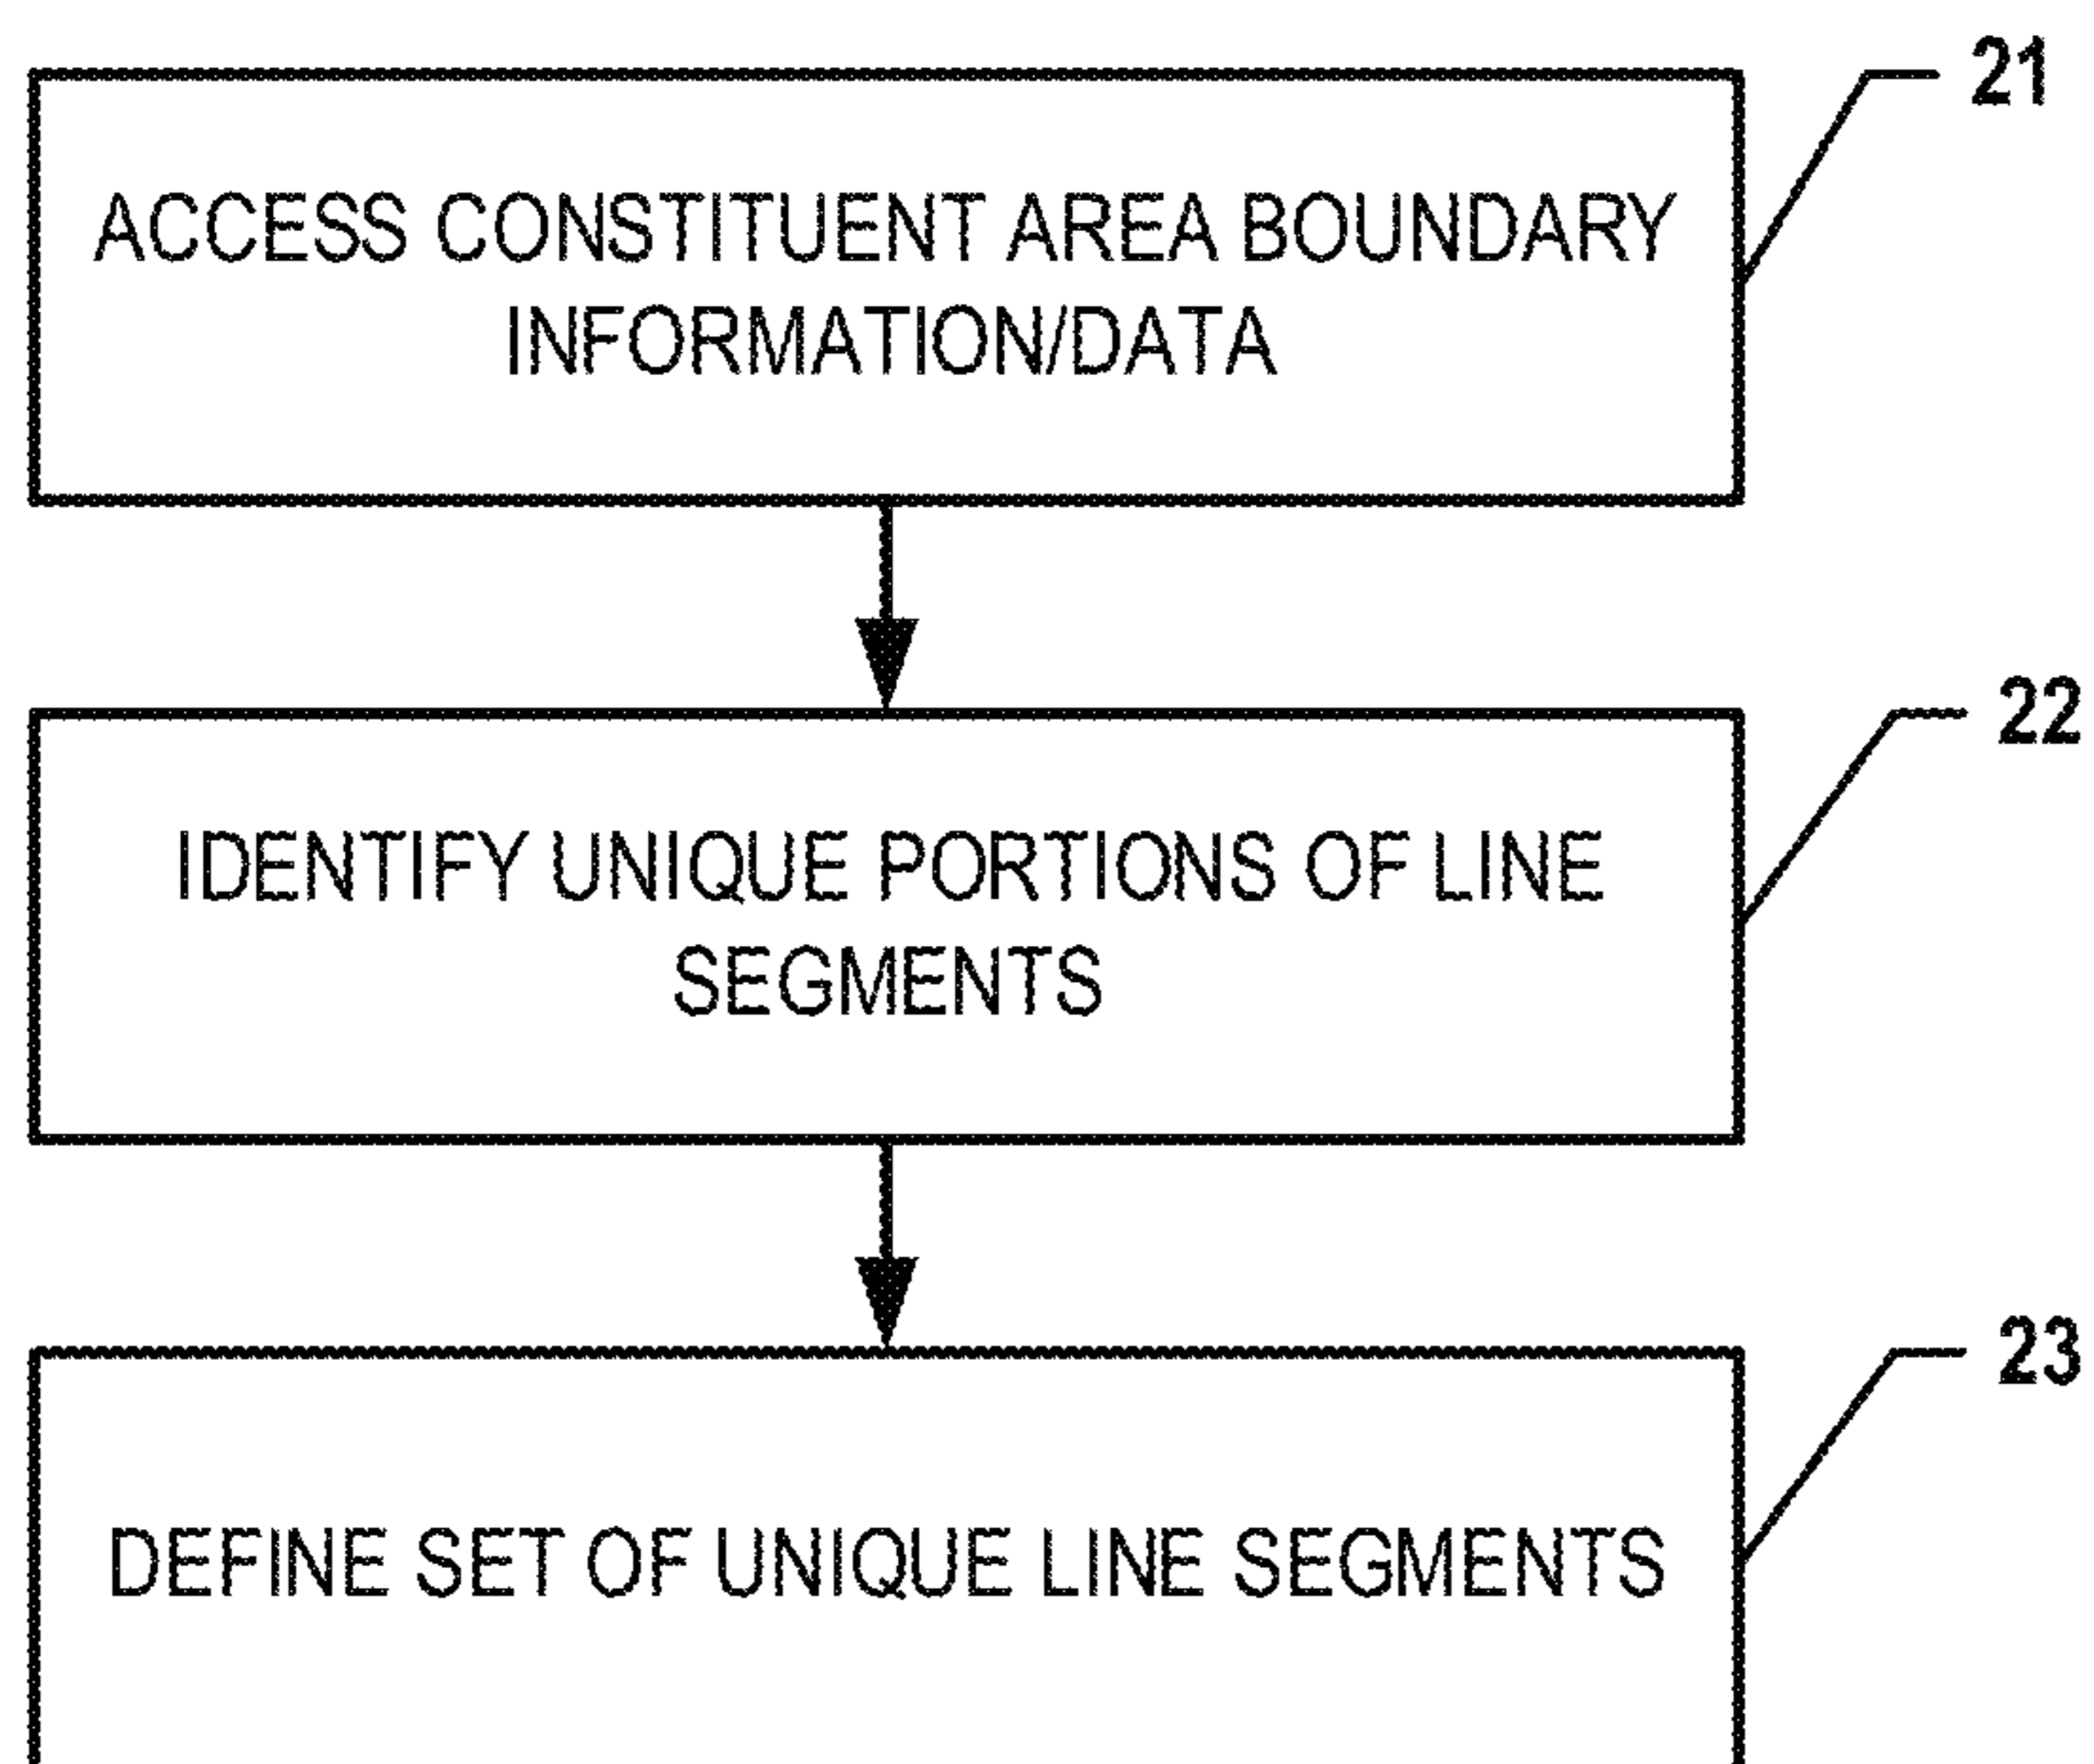 21
ACCESS CONSTITUENT AREA BOUNDARY
INFORMATION/DATA
22
IDENTIFY UNIQUE PORTIONS OF LINE
SEGMENTS
23
DEFINE SET OF UNIQUE LINE SEGMENTS